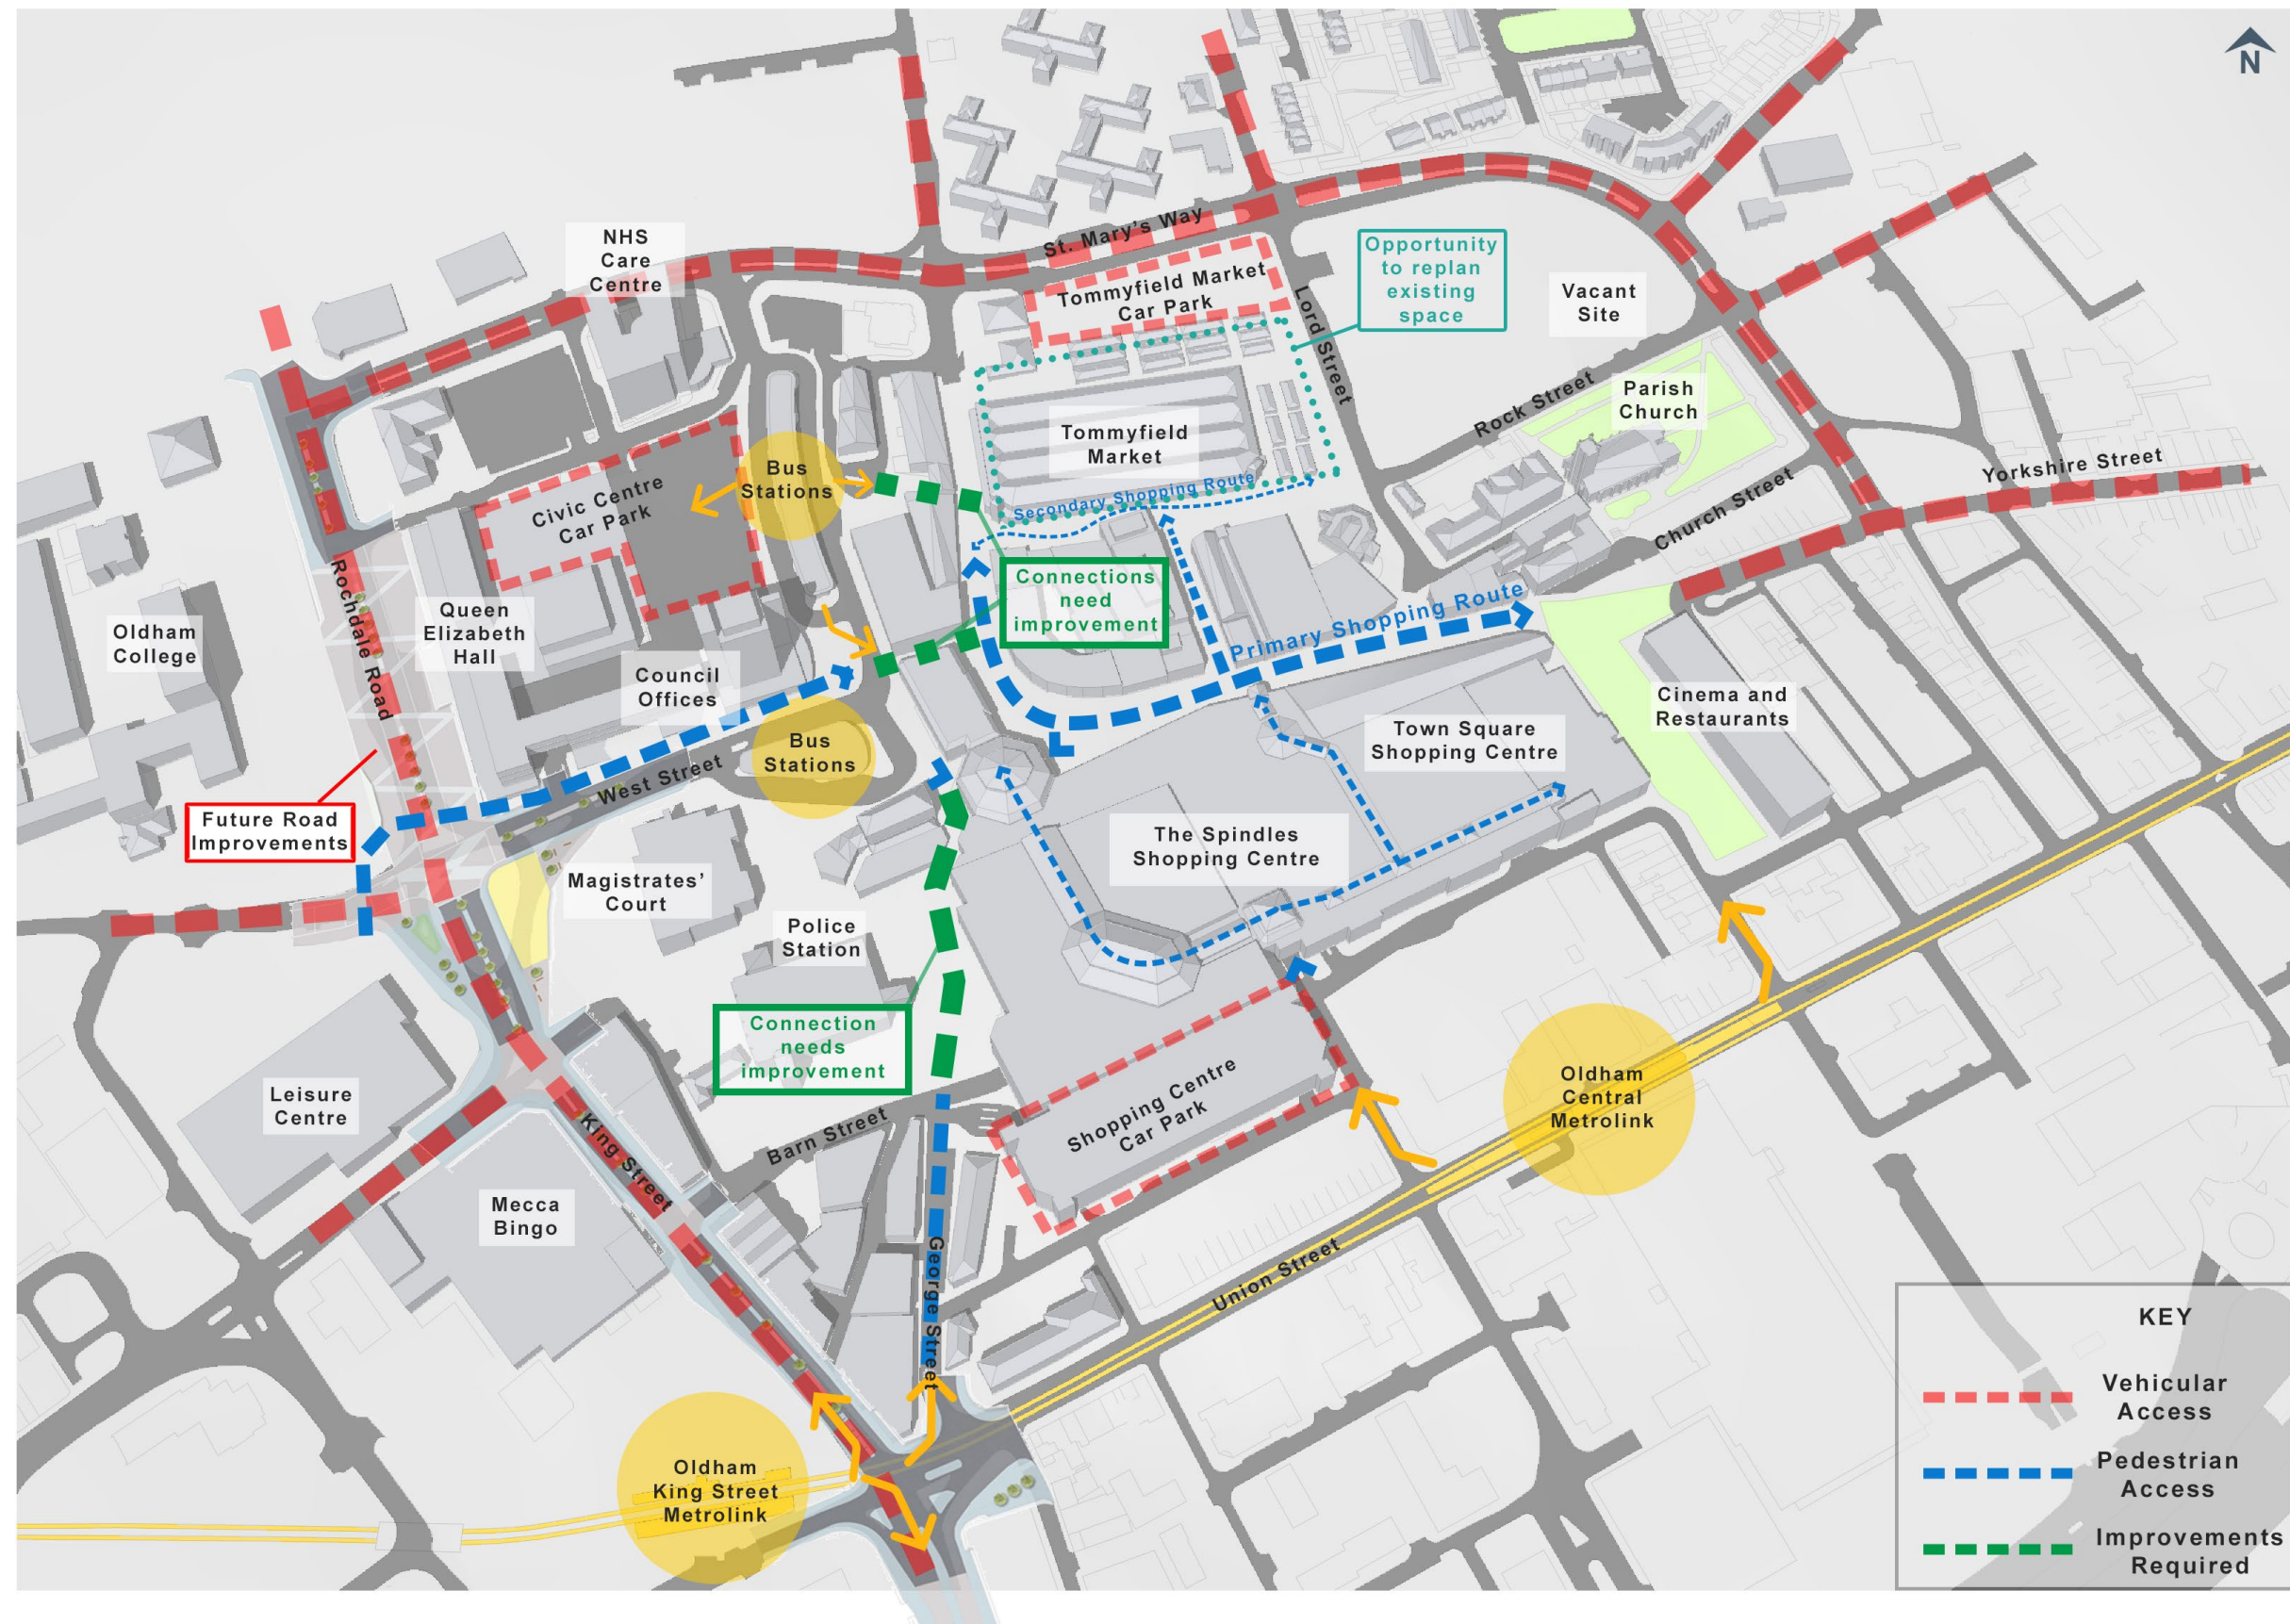 N
NHS
Care
Centre
St. Mary's Way
Tommyfield Market
Car Park
Lord Street
Opportunity
to replan
existing
space
Vacant
Site
Rock Street
Parish
Church
Church Street
Yorkshire Street
Tommyfield
Market
Secondary Shopping Route
Bus
Stations
Civic Centre
Car Park
Rochdale Road
Oldham
College
Queen
Elizabeth
Hall
Council
Offices
Connections
need
improvement
Primary Shopping Route
Cinema and
Restaurants
Town Square
Shopping Centre
Bus
Stations
West Street
Future Road
Improvements
The Spindles
Shopping Centre
Magistrates'
Court
Police
Station
Connection
needs
improvement
Leisure
Centre
Shopping Centre
Car Park
Oldham
Central
Metrolink
Barn Street
King Street
Mecca
Bingo
George Street
Union Street
Oldham
King Street
Metrolink
KEY
Vehicular
Access
Pedestrian
Access
Improvements
Required